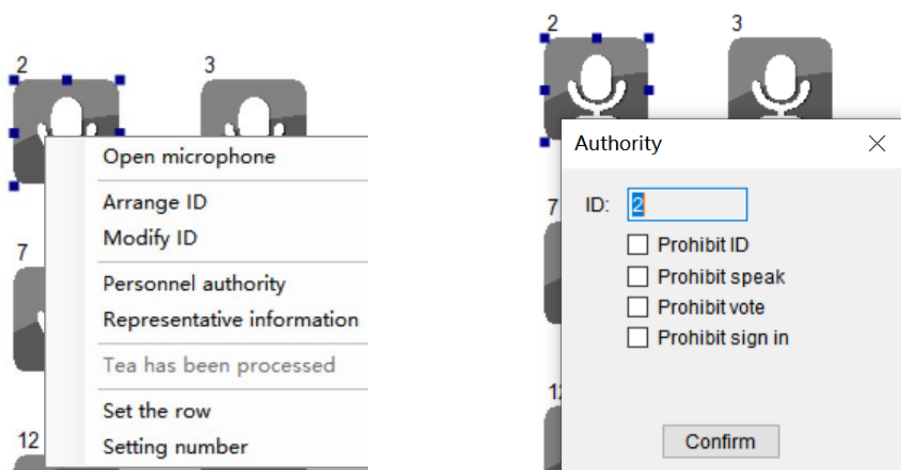 2
3
Open microphone
Arrange ID
Modify ID
7
Personnel authority
Representative information
Tea has been processed
Set the row
12
Setting number
2
3
Authority
7
ID: 2
Prohibit ID
Prohibit speak
Prohibit vote
Prohibit sign in
Confirm